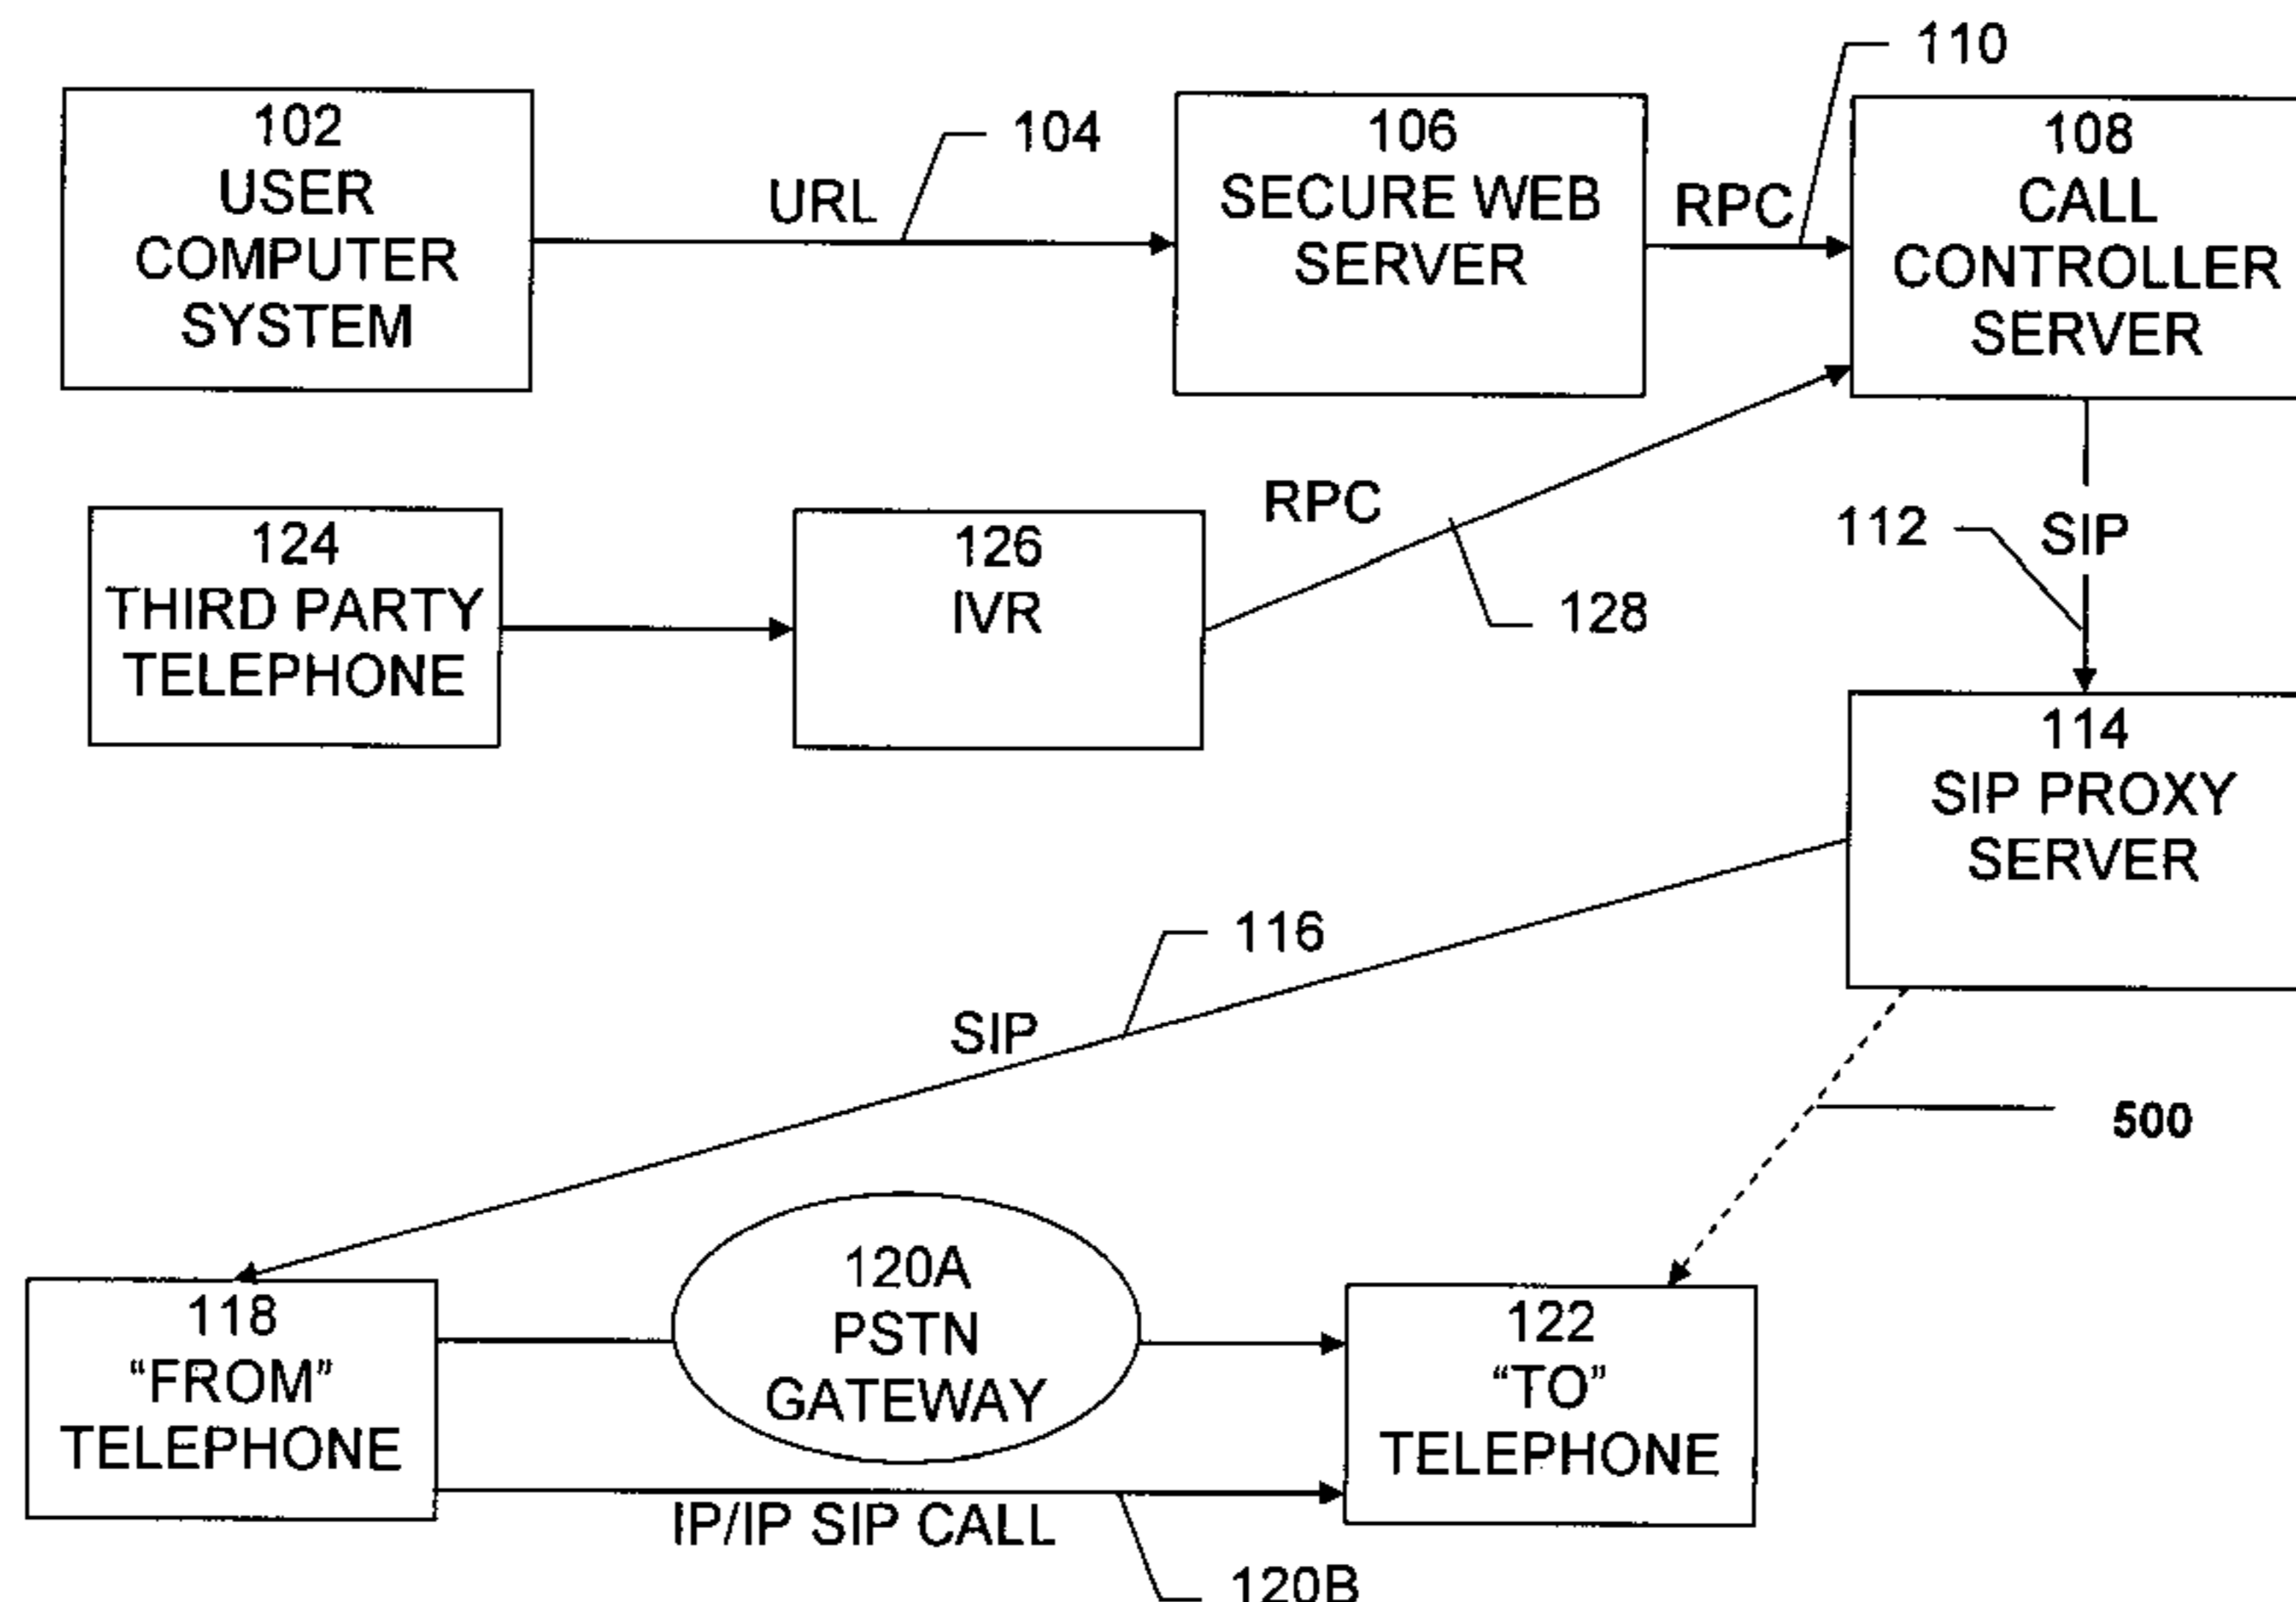 110
102
USER
COMPUTER
SYSTEM
104
URL
106
SECURE WEB
SERVER
RPC
108
CALL
CONTROLLER
SERVER
124
THIRD PARTY
TELEPHONE
126
IVR
RPC
128
112
SIP
114
SIP PROXY
SERVER
116
SIP
500
118
“FROM”
TELEPHONE
120A
PSTN
GATEWAY
122
“TO”
TELEPHONE
IP/IP SIP CALL
120B